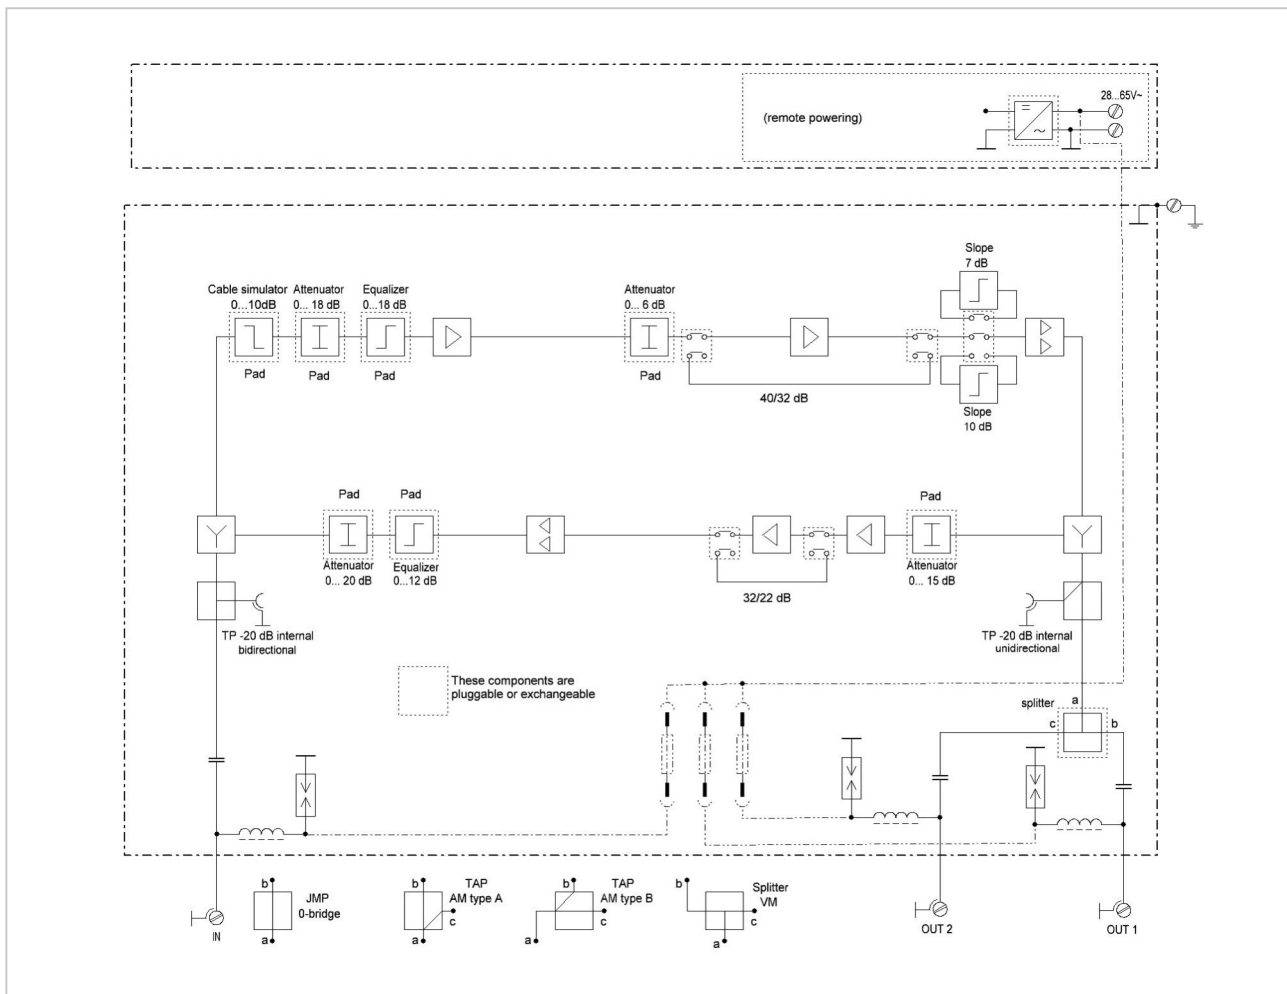 28...65V~
(remote powering)
Slope
7 dB
Cable simulator
0...10dB
Attenuator
0... 18 dB
Equalizer
0...18 dB
Attenuator
0... 6 dB
Pad
Pad
Pad
Pad
40/32 dB
Slope
10 dB
Pad
Pad
Pad
Attenuator
0... 20 dB
Equalizer
0...12 dB
Attenuator
0... 15 dB
32/22 dB
TP -20 dB internal
bidirectional
TP -20 dB internal
unidirectional
These components are
pluggable or exchangeable
splitter
a
c
b
b
a
JMP
0-bridge
b
a
c
TAP
AM type A
b
a
c
TAP
AM type B
b
a
c
Splitter
VM
IN
OUT 2
OUT 1